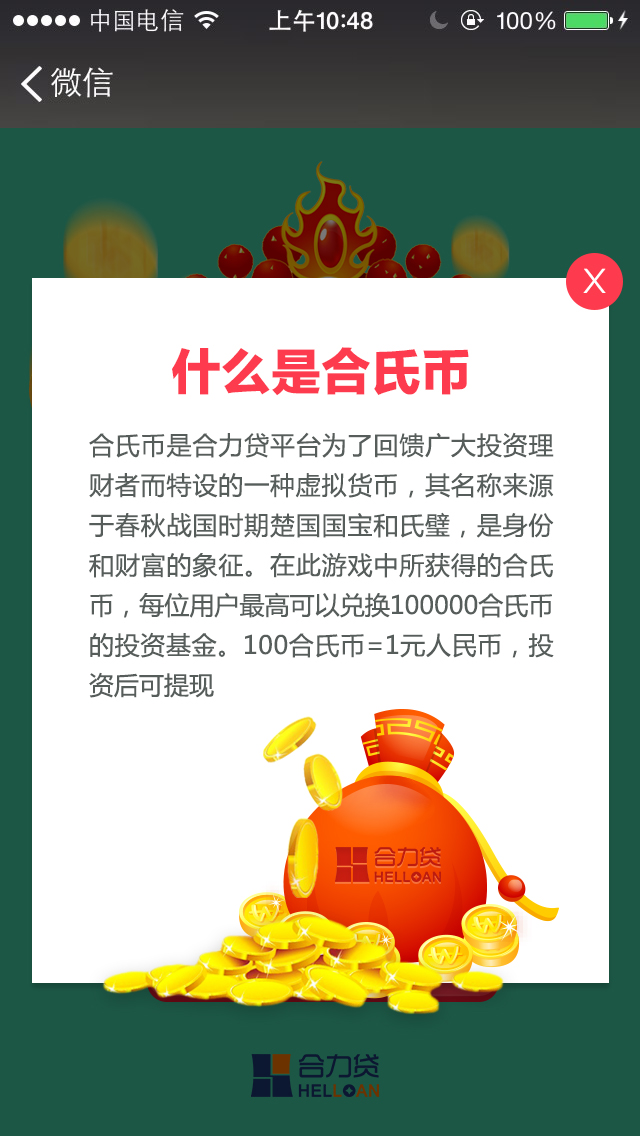 中国电信 上午10:48 100%
微信
X
什么是合氏币
合氏币是合力贷平台为了回馈广大投资理
财者而特设的一种虚拟货币，其名称来源
于春秋战国时期楚国国宝和氏璧，是身份
和财富的象征。在此游戏中所获得的合氏
币，每位用户最高可以兑换100000合氏币
的投资基金。100合氏币=1元人民币，投
资后可提现
合力贷
HELLOAN
合力贷
HELLOAN